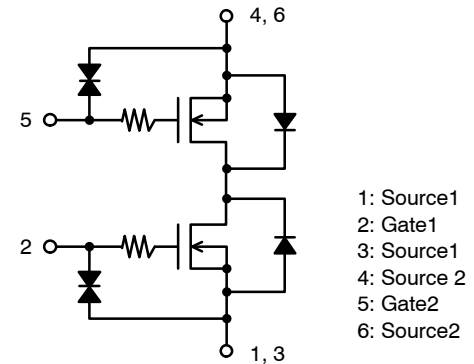 4, 6
5
2
1, 3
1: Source1
2: Gate1
3: Source1
4: Source 2
5: Gate2
6: Source2